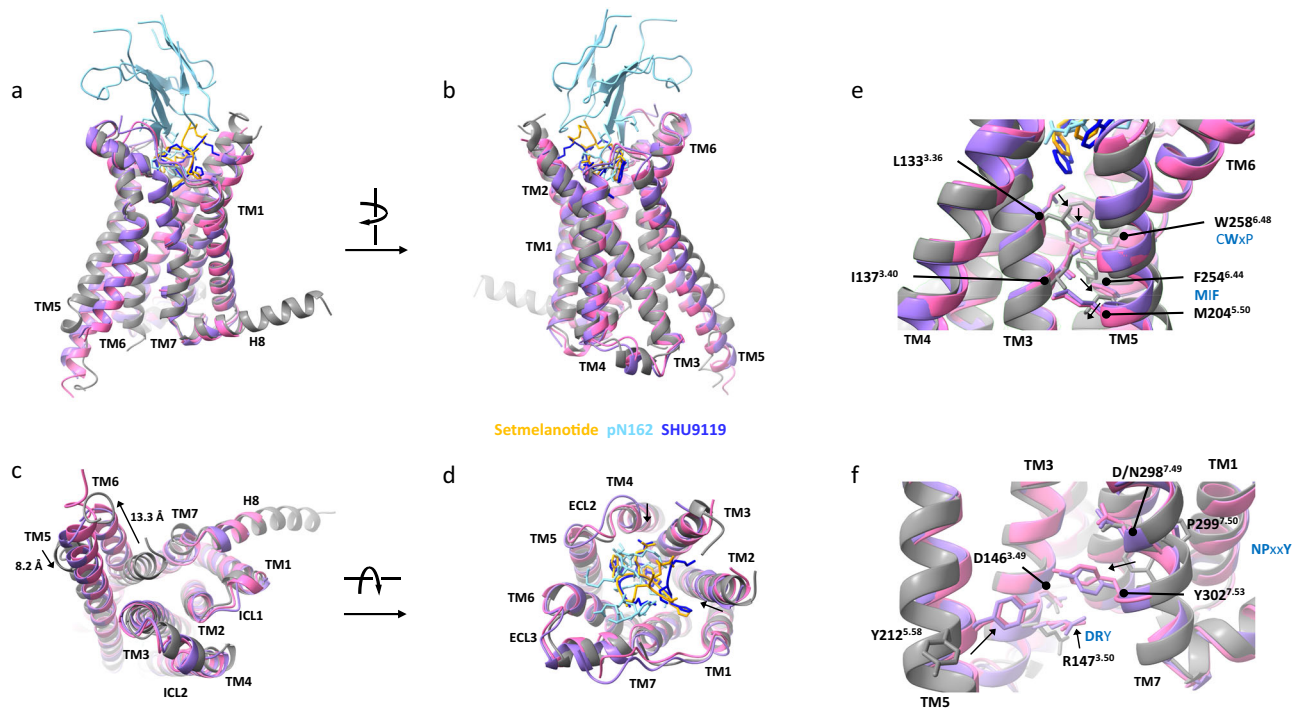 a
TM1
TM5
TM6
TM7
H8
b
TM6
TM2
TM1
TM4
TM3
TM5
e
L133³·³⁶
TM6
W258⁶·⁴⁸
CWxP
I137³·⁴⁰
F254⁶·⁴⁴
MIF
M204⁵·⁵⁰
TM4
TM3
TM5
Setmelanotide pN162 SHU9119
c
TM6
13.3 Å
TM7
H8
TM5
8.2 Å
TM1
ICL1
TM2
TM3
TM4
ICL2
d
TM4
ECL2
TM3
TM5
TM2
TM6
ECL3
TM1
TM7
f
TM3
D/N298⁷·⁴⁹
TM1
P299⁷·⁵⁰
NPxxY
D146³·⁴⁹
Y302⁷·⁵³
Y212⁵·⁵⁸
DRY
R147³·⁵⁰
TM7
TM5